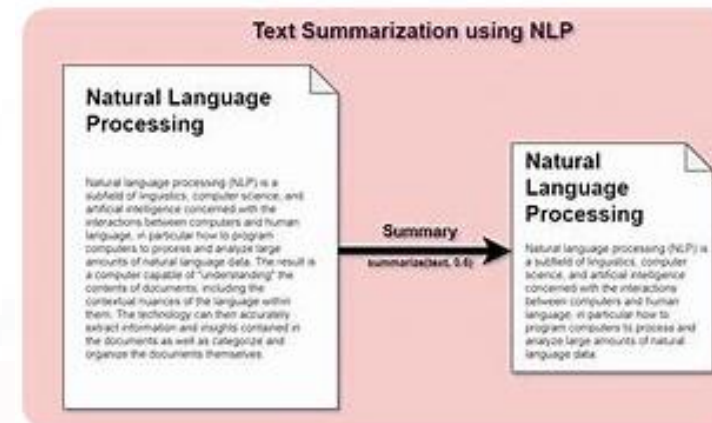 Text Summarization using NLP
Natural Language
Processing
Natural language processing (NLP) is a
subfield of linguistics, computer science, and
artificial intelligence concerned with the
interactions between computers and human
language, in particular how to program
computers to process and analyze large
amounts of natural language data. The result is
a computer capable of "understanding" the
contents of documents, including the
contextual nuances of the language within
them. The technology can then accurately
extract information and insights contained in
the documents as well as categorize and
organize the documents themselves.
Summary
summarize(text, 0.6)
Natural
Language
Processing
Natural language processing (NLP) is
a subfield of linguistics, computer
science, and artificial intelligence
concerned with the interactions
between computers and human
language, in particular how to
program computers to process and
analyze large amounts of natural
language data.